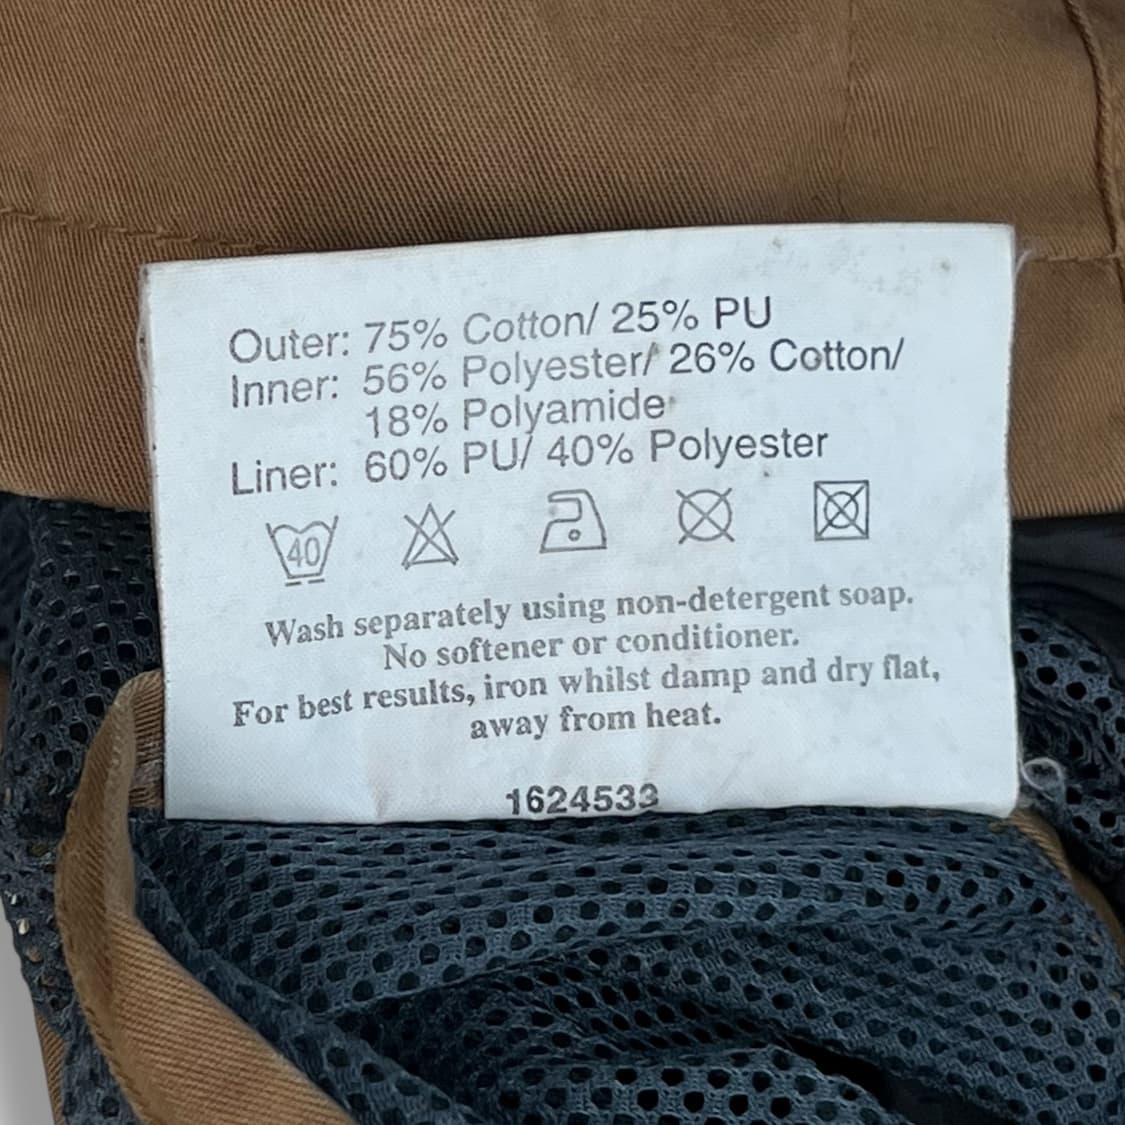 Outer: 75% Cotton/ 25% PU
Inner: 56% Polyester/ 26% Cotton/
18% Polyamide
Liner: 60% PU/ 40% Polyester
40
Wash separately using non-detergent soap.
No softener or conditioner.
For best results, iron whilst damp and dry flat,
away from heat.
1624533